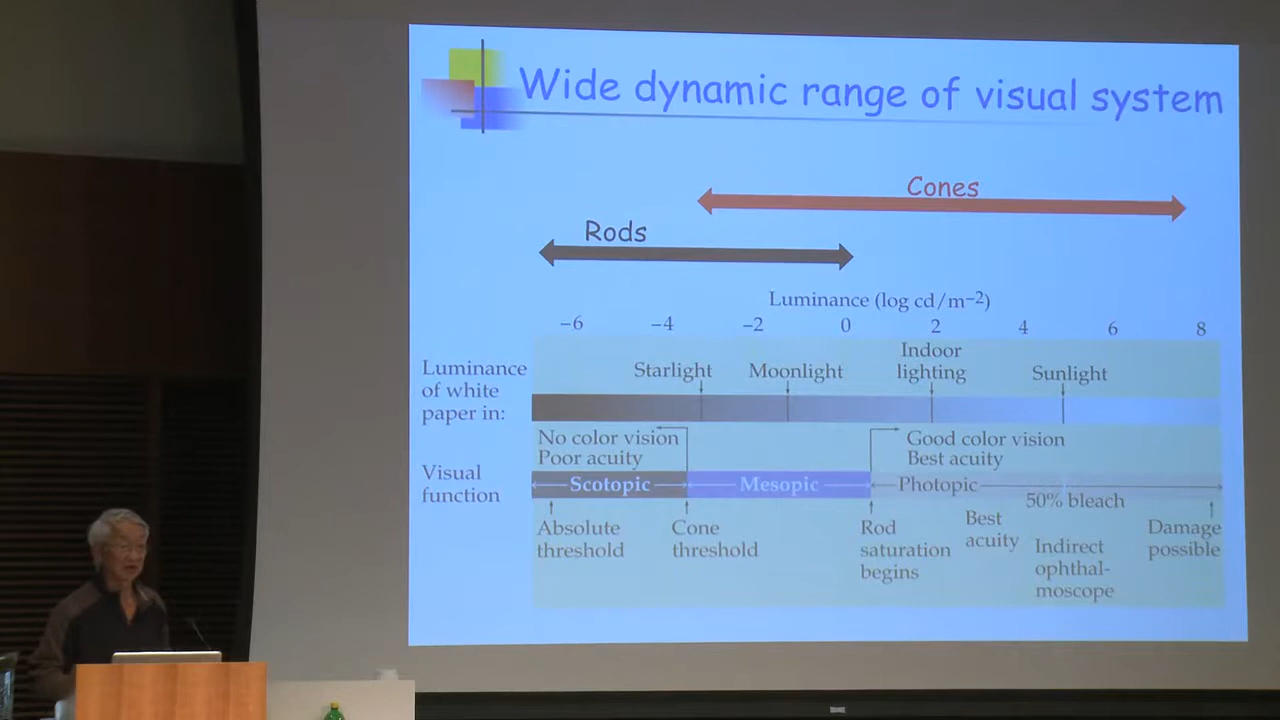 Wide dynamic range of visual system
Cones
Rods
Luminance (log cd/m−2)
−6 −4 −2 0 2 4 6 8
Luminance
of white
paper in:
Starlight
Moonlight
Indoor
lighting
Sunlight
No color vision
Poor acuity
Good color vision
Best acuity
Visual
function
Scotopic
Mesopic
Photopic
50% bleach
Absolute
threshold
Cone
threshold
Rod
saturation
begins
Best
acuity
Indirect
ophthal-
moscope
Damage
possible